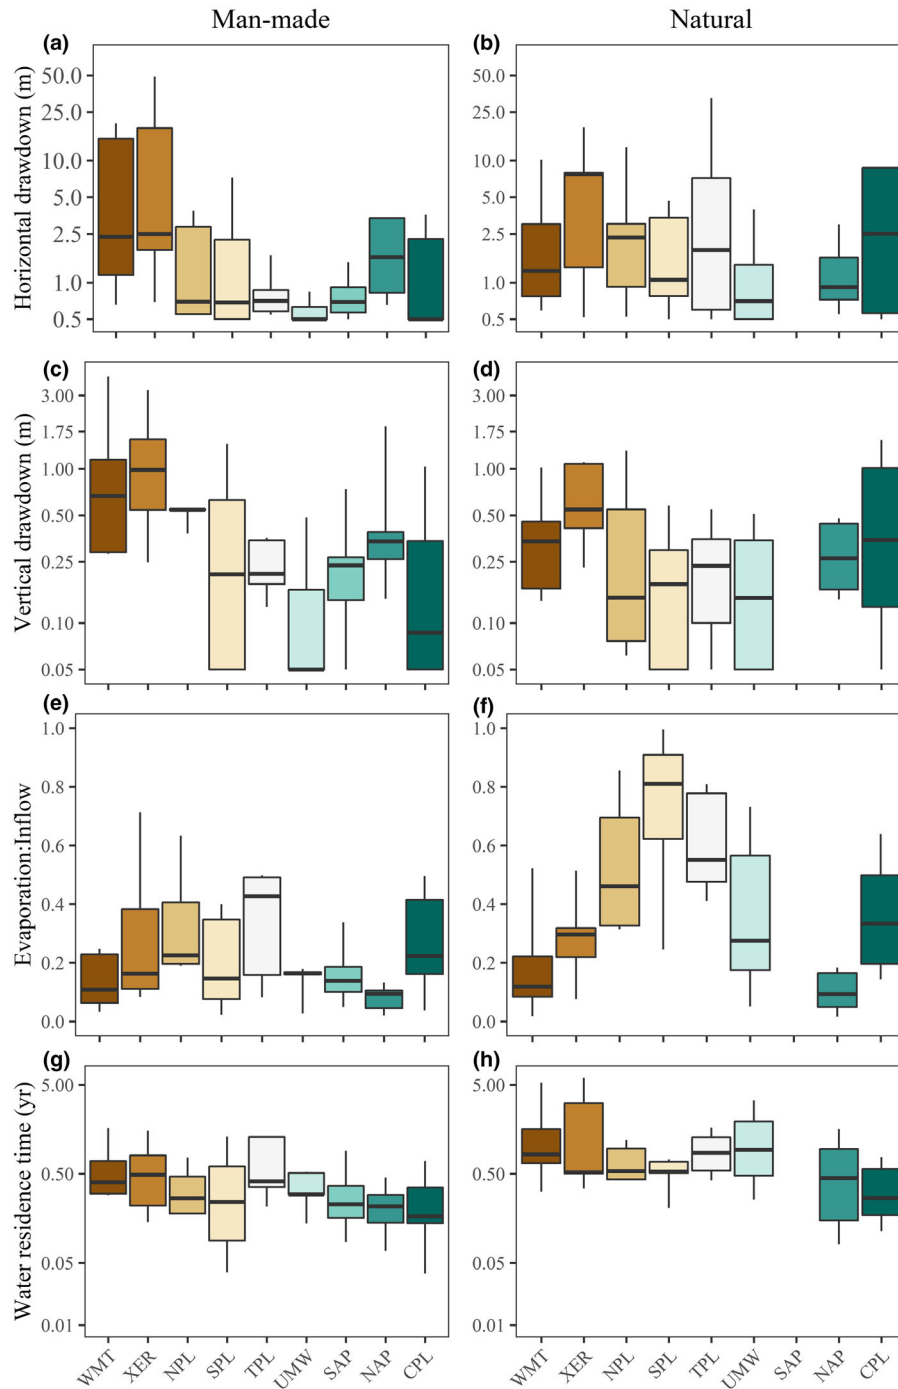 Man-made Natural
(a) (b)
Horizontal drawdown (m)
50.0 50.0
25.0 25.0
10.0 10.0
5.0 5.0
2.5 2.5
1.0 1.0
0.5 0.5
(c) (d)
Vertical drawdown (m)
3.00 3.00
1.75 1.75
1.00 1.00
0.50 0.50
0.25 0.25
0.10 0.10
0.05 0.05
(e) (f)
Evaporation:Inflow
1.0 1.0
0.8 0.8
0.6 0.6
0.4 0.4
0.2 0.2
0.0 0.0
(g) (h)
Water residence time (yr)
5.00 5.00
0.50 0.50
0.05 0.05
0.01 0.01
WMT XER NPL SPL TPL UMW SAP NAP CPL WMT XER NPL SPL TPL UMW SAP NAP CPL